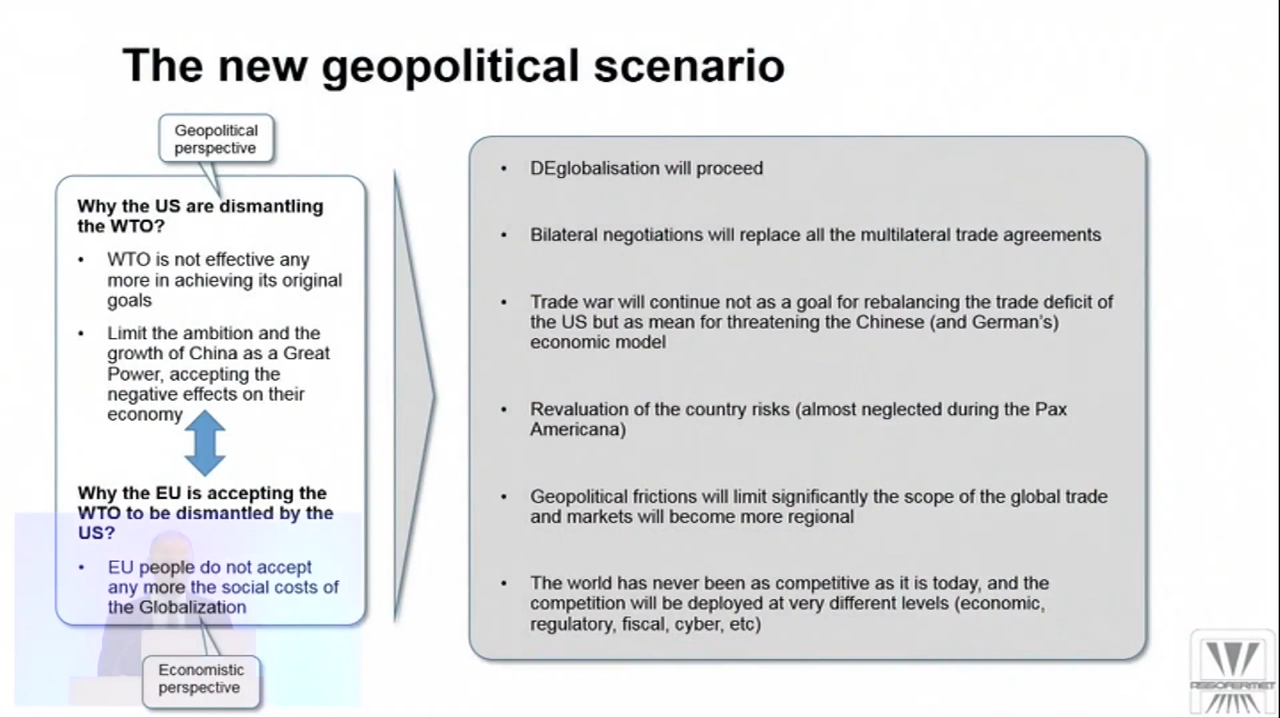 The new geopolitical scenario
Geopolitical
perspective
Why the US are dismantling
the WTO?
• WTO is not effective any
more in achieving its original
goals
• Limit the ambition and the
growth of China as a Great
Power, accepting the
negative effects on their
economy
Why the EU is accepting the
WTO to be dismantled by the
US?
• EU people do not accept
any more the social costs of
the Globalization
Economistic
perspective
• DEglobalisation will proceed
• Bilateral negotiations will replace all the multilateral trade agreements
• Trade war will continue not as a goal for rebalancing the trade deficit of
the US but as mean for threatening the Chinese (and German's)
economic model
• Revaluation of the country risks (almost neglected during the Pax
Americana)
• Geopolitical frictions will limit significantly the scope of the global trade
and markets will become more regional
• The world has never been as competitive as it is today, and the
competition will be deployed at very different levels (economic,
regulatory, fiscal, cyber, etc)
ASSOFERMET